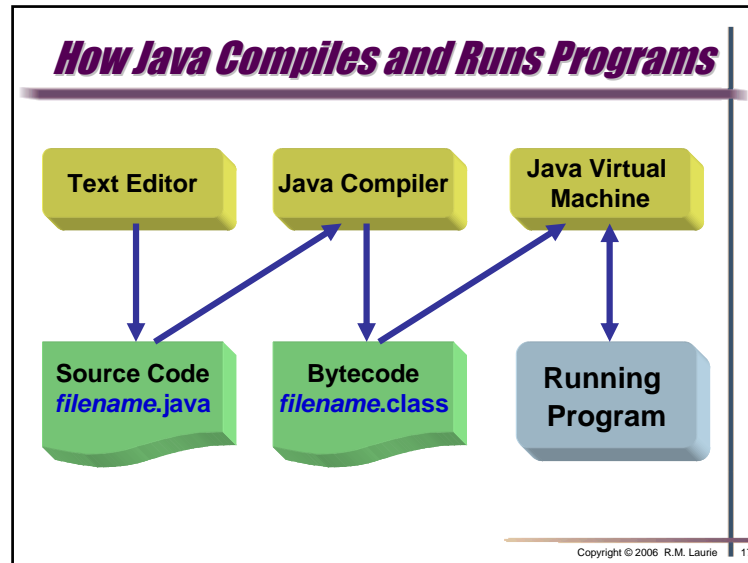 How Java Compiles and Runs Programs
Text Editor
Java Compiler
Java Virtual
Machine
Source Code
filename.java
Bytecode
filename.class
Running
Program
Copyright © 2006 R.M. Laurie